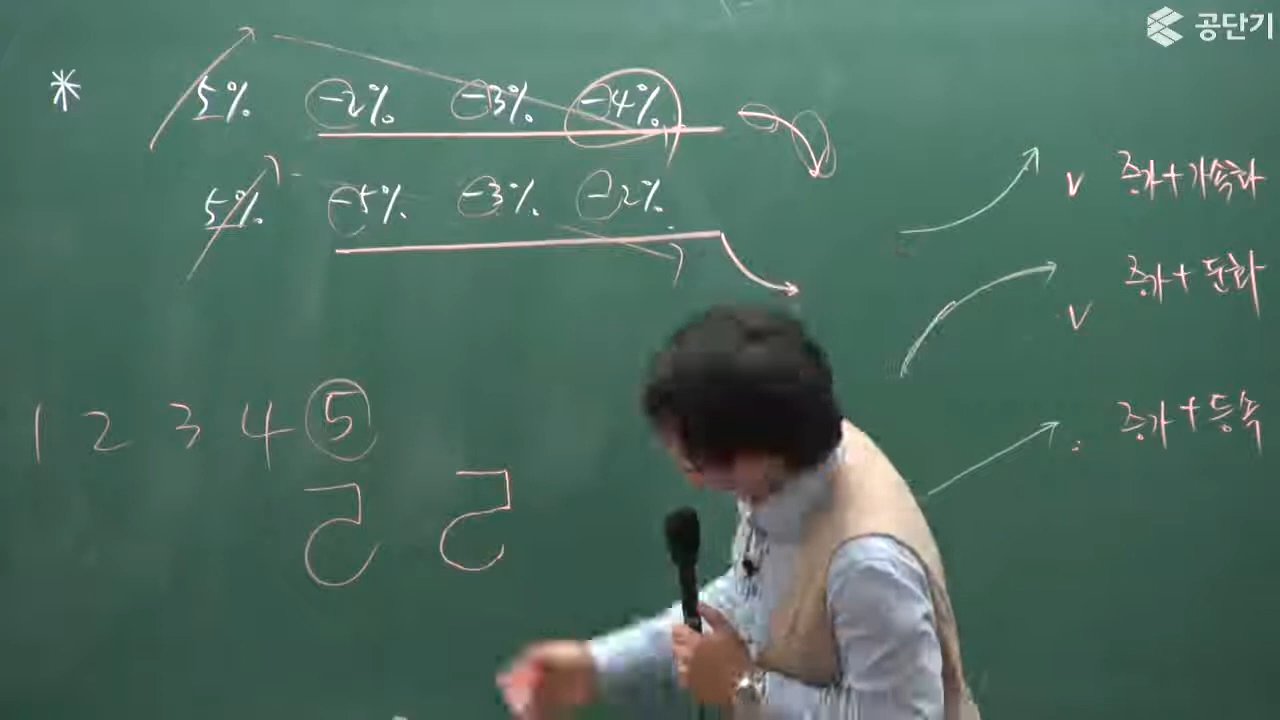 공단기
* 5% -2% -3% -4%
5% -5% -3% -2%
V 증가+가속화
V 증가+둔화
증가+등속
1 2 3 4 5